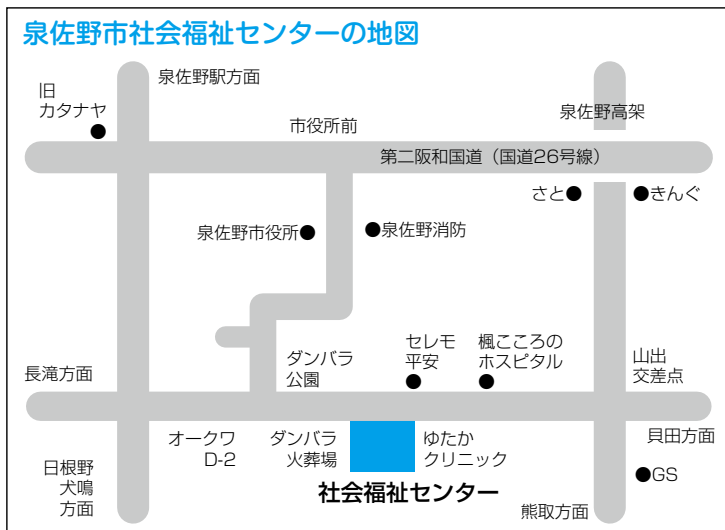 泉佐野市社会福祉センターの地図
泉佐野駅方面
旧
カタナヤ
市役所前
泉佐野高架
第二阪和国道（国道26号線）
さと●
●きんぐ
泉佐野市役所●
●泉佐野消防
セレモ
平安
楓こころの
ホスピタル
ダンバラ
公園
山出
交差点
長滝方面
オークワ
D-2
ダンバラ
火葬場
ゆたか
クリニック
貝田方面
日根野
犬鳴
方面
●GS
社会福祉センター
熊取方面